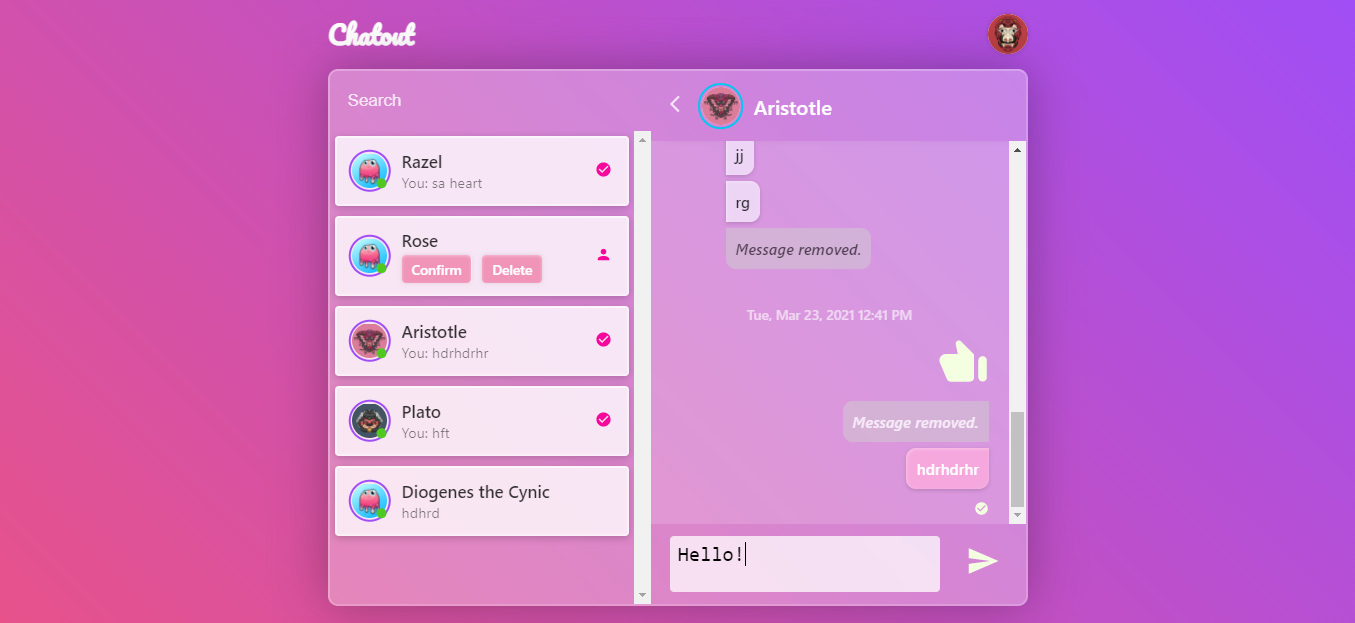 Chatout
Search
Razel
You: sa heart
Rose
Confirm Delete
Aristotle
You: hdrhdrhr
Plato
You: hft
Diogenes the Cynic
hdhrd
Aristotle
jj
rg
Message removed.
Tue, Mar 23, 2021 12:41 PM
Message removed.
hdrhdrhr
Hello!